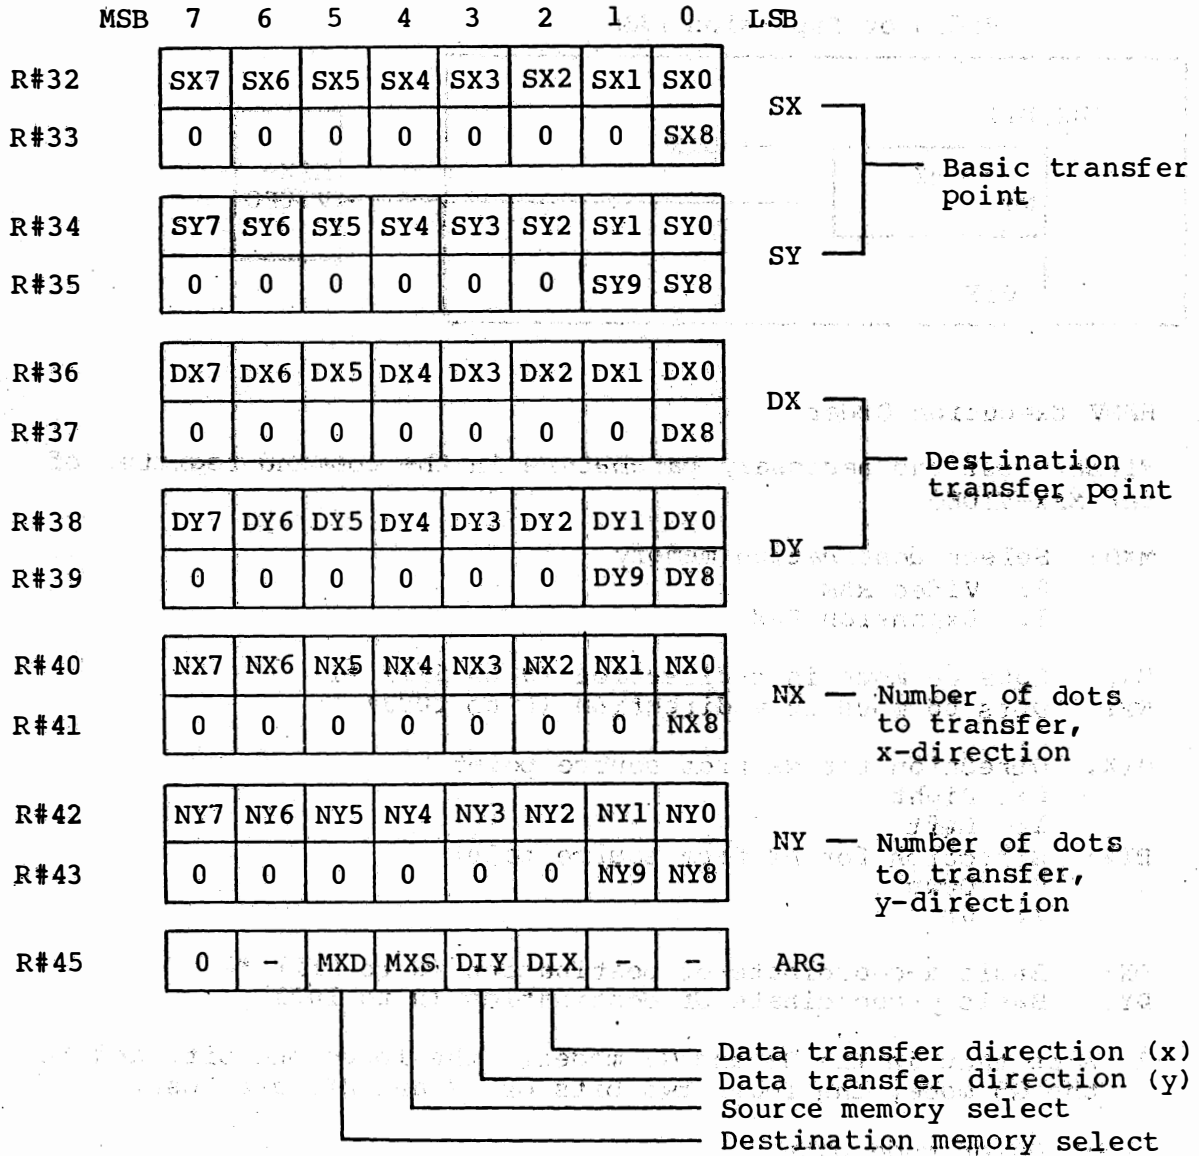 MSB 7 6 5 4 3 2 1 0 LSB
R#32 SX7 SX6 SX5 SX4 SX3 SX2 SX1 SX0
R#33 0 0 0 0 0 0 0 SX8
SX
Basic transfer
point
R#34 SY7 SY6 SY5 SY4 SY3 SY2 SY1 SY0
R#35 0 0 0 0 0 0 SY9 SY8
SY
R#36 DX7 DX6 DX5 DX4 DX3 DX2 DX1 DX0
R#37 0 0 0 0 0 0 0 DX8
DX
Destination
transfer point
R#38 DY7 DY6 DY5 DY4 DY3 DY2 DY1 DY0
R#39 0 0 0 0 0 0 DY9 DY8
DY
R#40 NX7 NX6 NX5 NX4 NX3 NX2 NX1 NX0
R#41 0 0 0 0 0 0 0 NX8
NX — Number of dots
to transfer,
x-direction
R#42 NY7 NY6 NY5 NY4 NY3 NY2 NY1 NY0
R#43 0 0 0 0 0 0 NY9 NY8
NY — Number of dots
to transfer,
y-direction
R#45 0 - MXD MXS DIY DIX - - ARG
Data transfer direction (x)
Data transfer direction (y)
Source memory select
Destination memory select